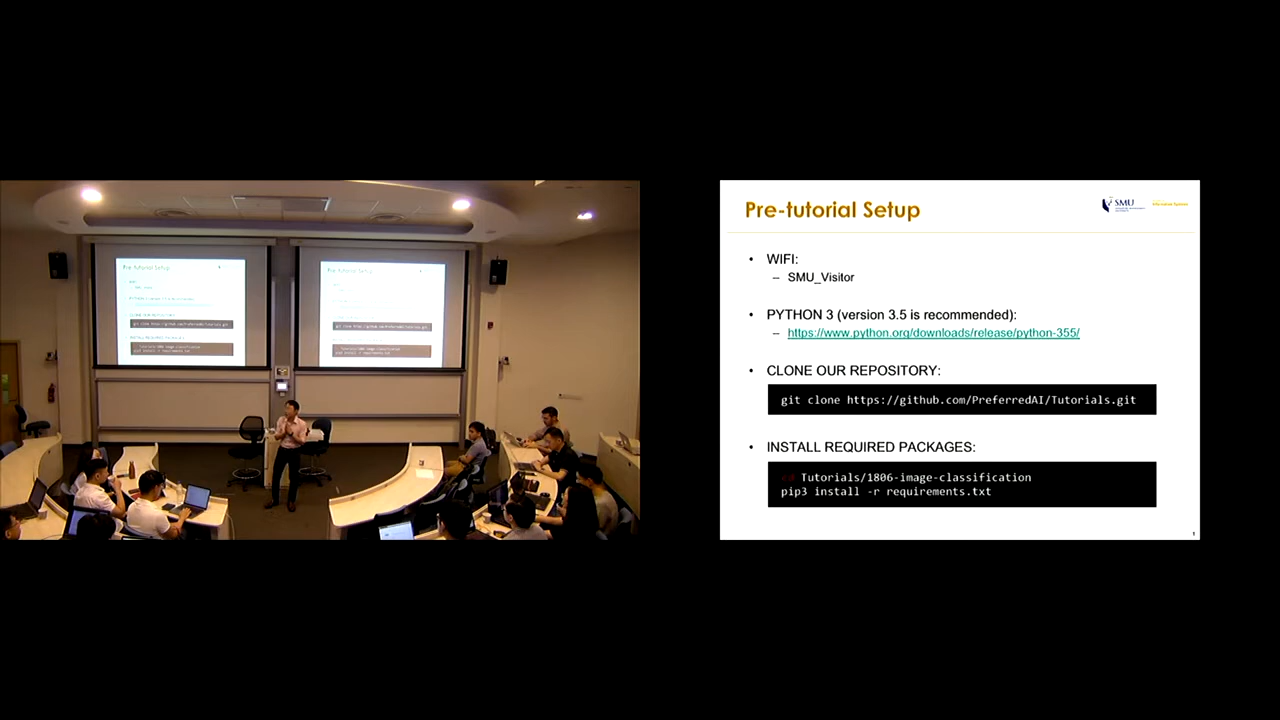 Pre-tutorial Setup
SMU
• WIFI:
– SMU_Visitor
• PYTHON 3 (version 3.5 is recommended):
– https://www.python.org/downloads/release/python-355/
• CLONE OUR REPOSITORY:
git clone https://github.com/PreferredAI/Tutorials.git
• INSTALL REQUIRED PACKAGES:
cd Tutorials/1806-image-classification
pip3 install -r requirements.txt
1